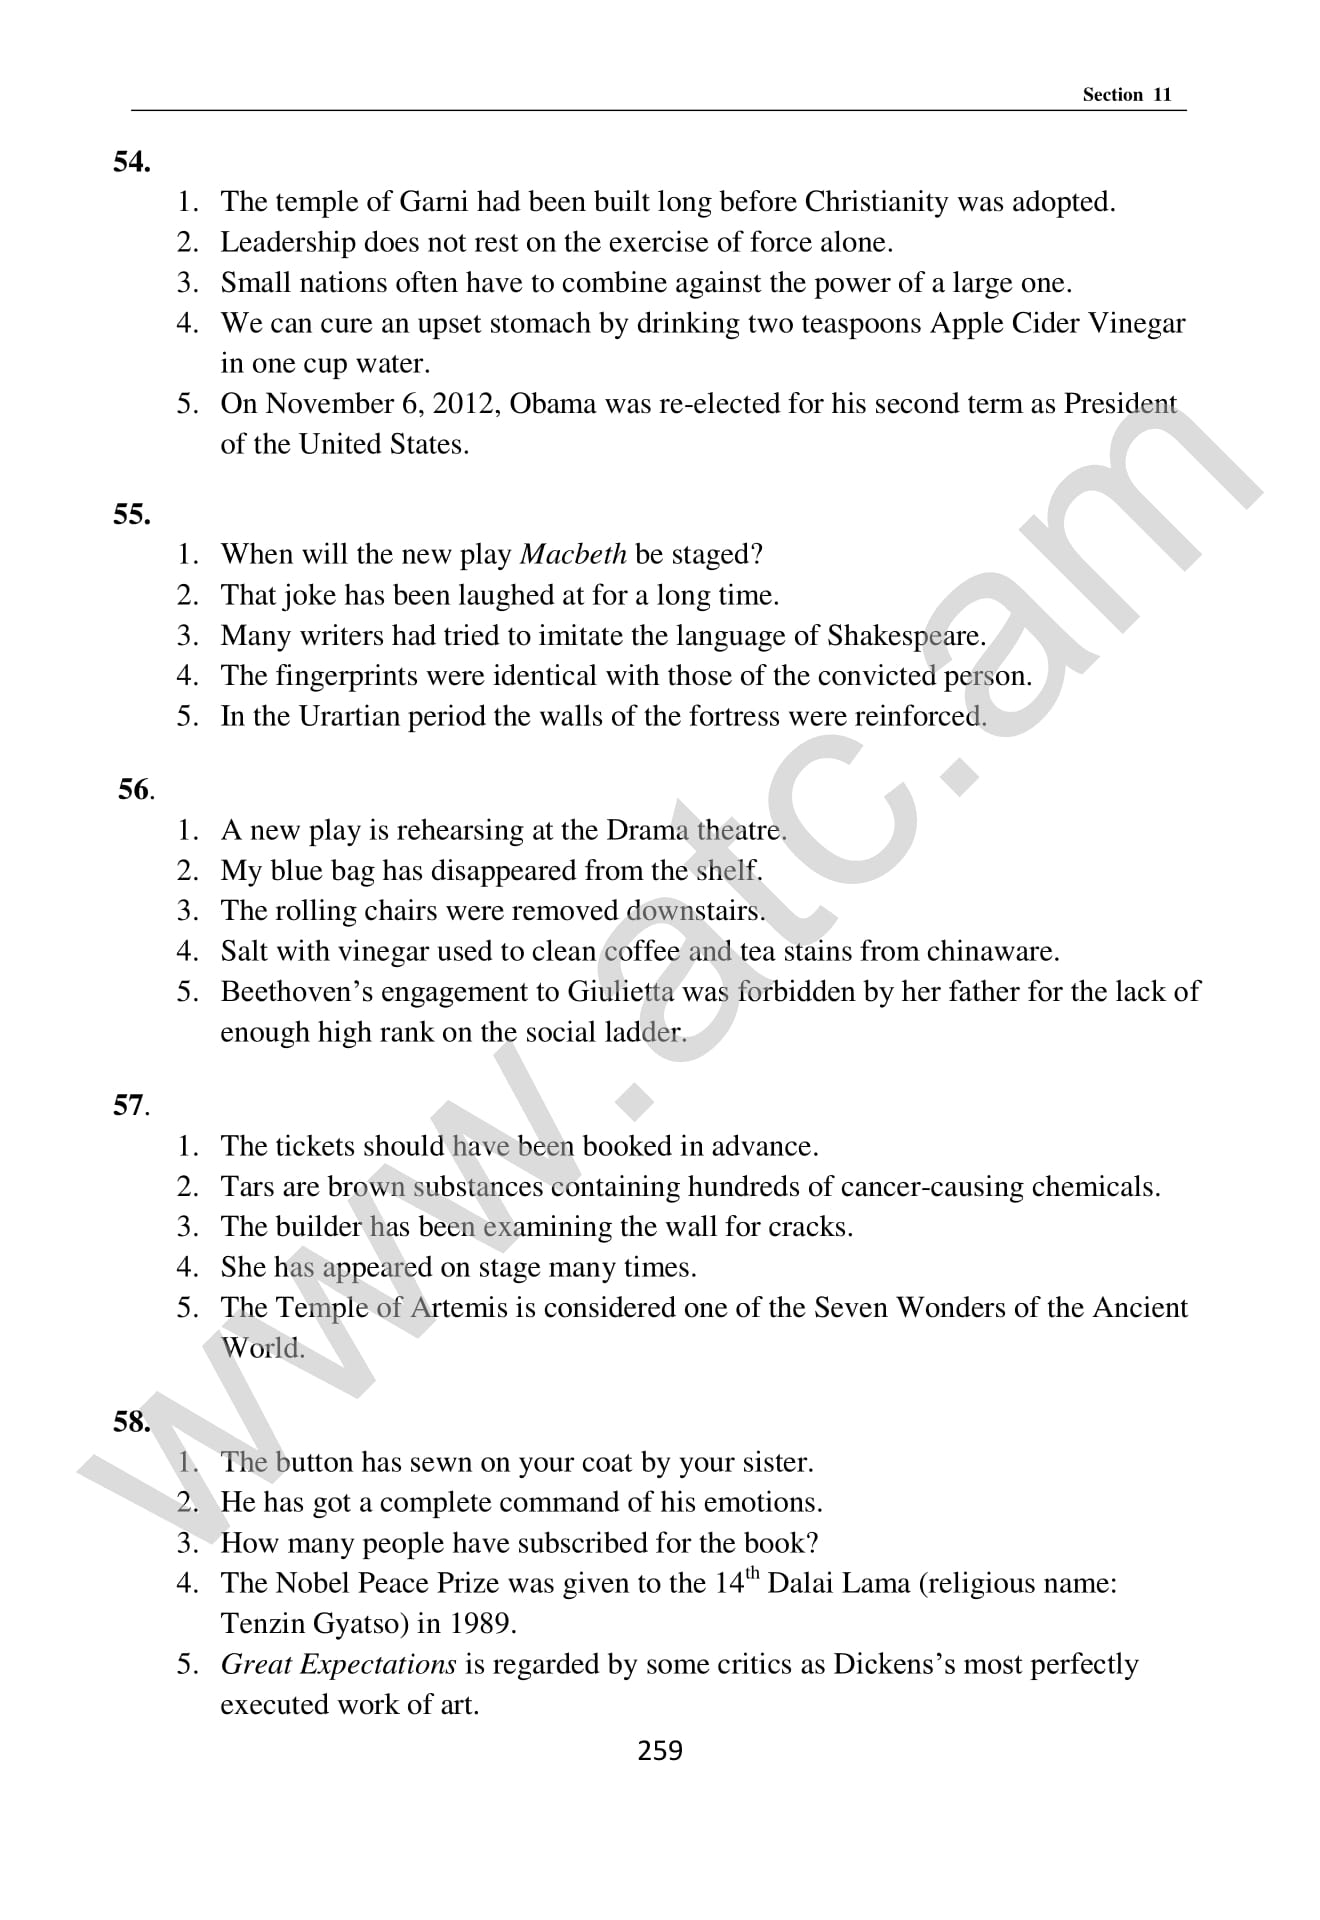 Section 11
54.
1. The temple of Garni had been built long before Christianity was adopted.
2. Leadership does not rest on the exercise of force alone.
3. Small nations often have to combine against the power of a large one.
4. We can cure an upset stomach by drinking two teaspoons Apple Cider Vinegar
in one cup water.
5. On November 6, 2012, Obama was re-elected for his second term as President
of the United States.
55.
1. When will the new play Macbeth be staged?
2. That joke has been laughed at for a long time.
3. Many writers had tried to imitate the language of Shakespeare.
4. The fingerprints were identical with those of the convicted person.
5. In the Urartian period the walls of the fortress were reinforced.
56.
1. A new play is rehearsing at the Drama theatre.
2. My blue bag has disappeared from the shelf.
3. The rolling chairs were removed downstairs.
4. Salt with vinegar used to clean coffee and tea stains from chinaware.
5. Beethoven’s engagement to Giulietta was forbidden by her father for the lack of
enough high rank on the social ladder.
57.
1. The tickets should have been booked in advance.
2. Tars are brown substances containing hundreds of cancer-causing chemicals.
3. The builder has been examining the wall for cracks.
4. She has appeared on stage many times.
5. The Temple of Artemis is considered one of the Seven Wonders of the Ancient
World.
58.
1. The button has sewn on your coat by your sister.
2. He has got a complete command of his emotions.
3. How many people have subscribed for the book?
4. The Nobel Peace Prize was given to the 14th Dalai Lama (religious name:
Tenzin Gyatso) in 1989.
5. Great Expectations is regarded by some critics as Dickens’s most perfectly
executed work of art.
259
www.atc.am